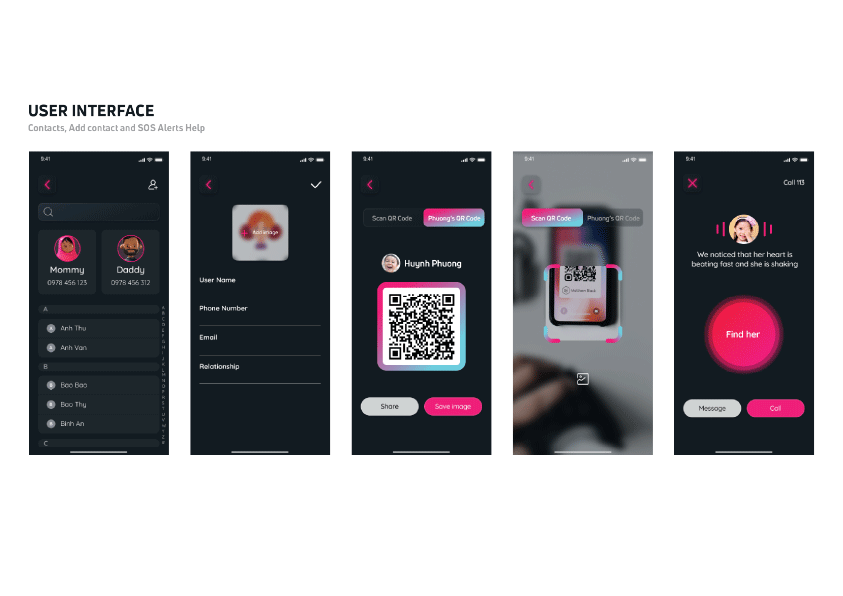 USER INTERFACE
Contacts, Add contact and SOS Alerts Help
9:41
Mommy
0978 456 123
Daddy
0978 456 312
A
Anh Thu
Anh Van
B
Bao Bao
Bao Thy
Binh An
C
A
B
C
D
E
F
G
H
I
J
K
L
M
N
O
P
Q
R
S
T
U
V
W
X
Y
Z
#
9:41
Add image
User Name
Phone Number
Email
Relationship
9:41
Scan QR Code
Phuong's QR Code
Huynh Phuong
Share
Save image
9:41
Scan QR Code
Phuong's QR Code
9:41
Call 113
We noticed that her heart is
beating fast and she is shaking
Find her
Message
Call